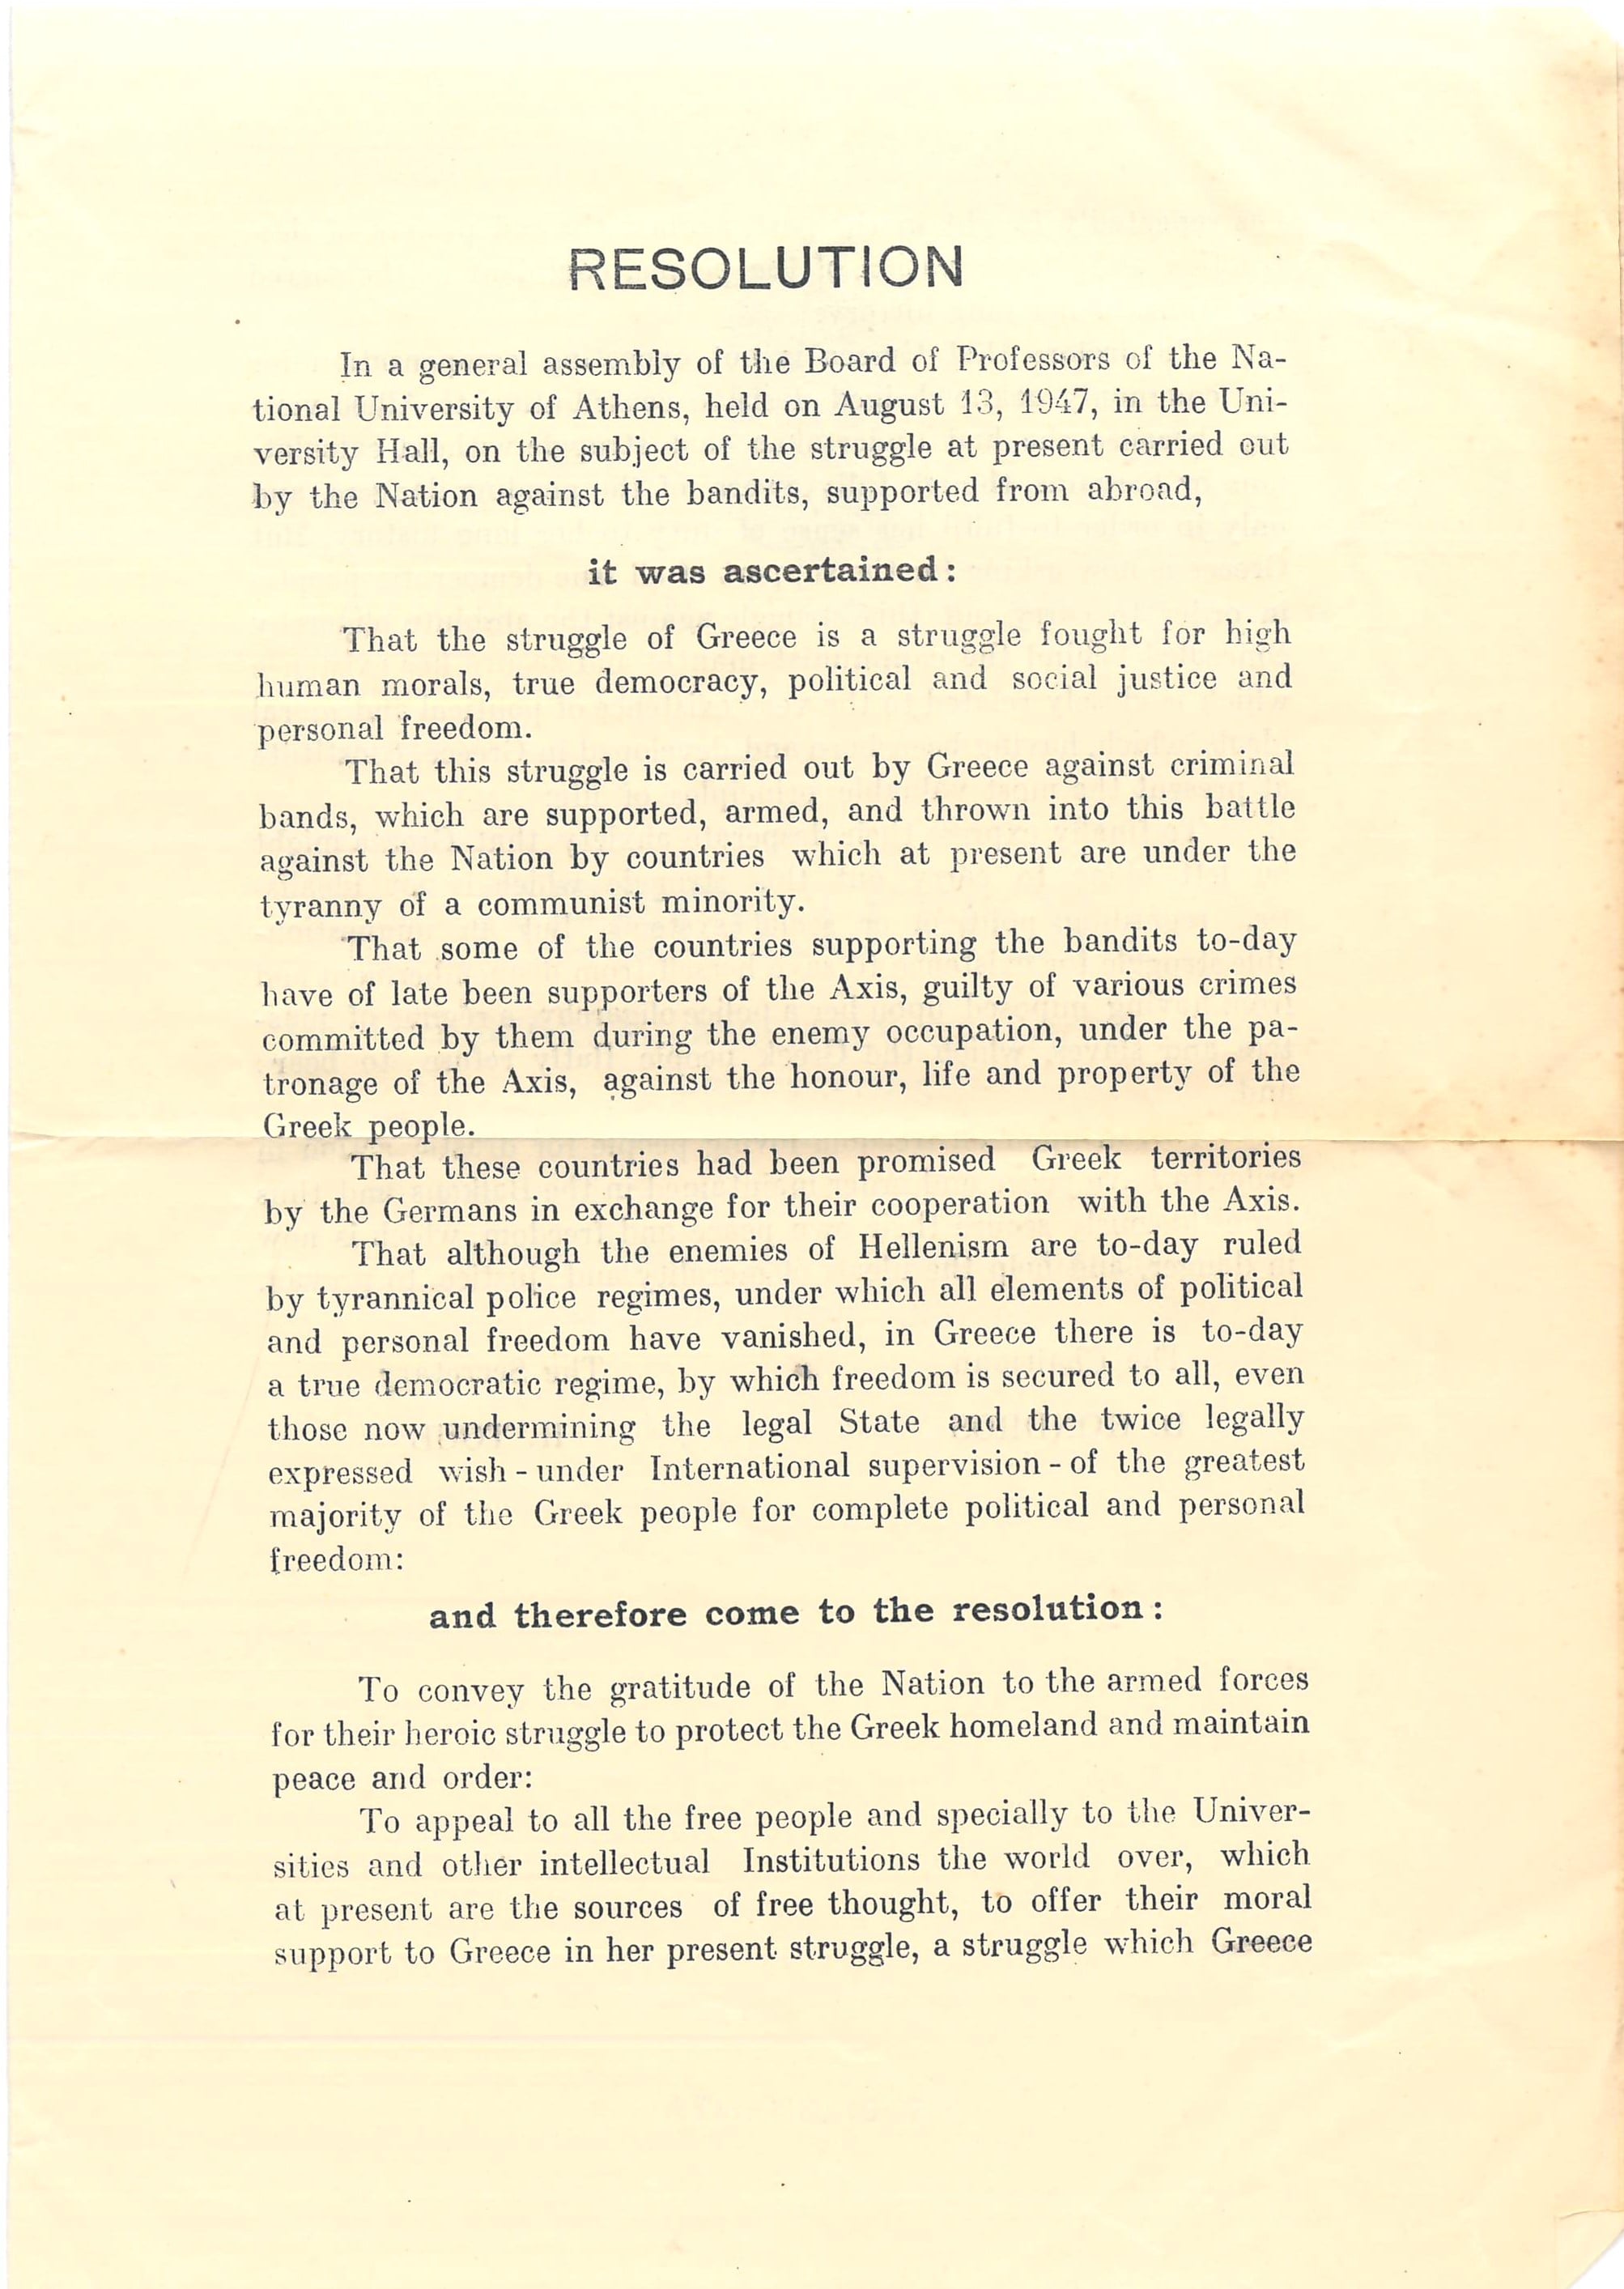 RESOLUTION
In a general assembly of the Board of Professors of the Na-
tional University of Athens, held on August 13, 1947, in the Uni-
versity Hall, on the subject of the struggle at present carried out
by the Nation against the bandits, supported from abroad,
it was ascertained:
That the struggle of Greece is a struggle fought for high
human morals, true democracy, political and social justice and
personal freedom.
That this struggle is carried out by Greece against criminal
bands, which are supported, armed, and thrown into this battle
against the Nation by countries which at present are under the
tyranny of a communist minority.
That some of the countries supporting the bandits to-day
have of late been supporters of the Axis, guilty of various crimes
committed by them during the enemy occupation, under the pa-
tronage of the Axis, against the honour, life and property of the
Greek people.
That these countries had been promised Greek territories
by the Germans in exchange for their cooperation with the Axis.
That although the enemies of Hellenism are to-day ruled
by tyrannical police regimes, under which all elements of political
and personal freedom have vanished, in Greece there is to-day
a true democratic regime, by which freedom is secured to all, even
those now undermining the legal State and the twice legally
expressed wish - under International supervision - of the greatest
majority of the Greek people for complete political and personal
freedom:
and therefore come to the resolution:
To convey the gratitude of the Nation to the armed forces
for their heroic struggle to protect the Greek homeland and maintain
peace and order:
To appeal to all the free people and specially to the Univer-
sities and other intellectual Institutions the world over, which
at present are the sources of free thought, to offer their moral
support to Greece in her present struggle, a struggle which Greece